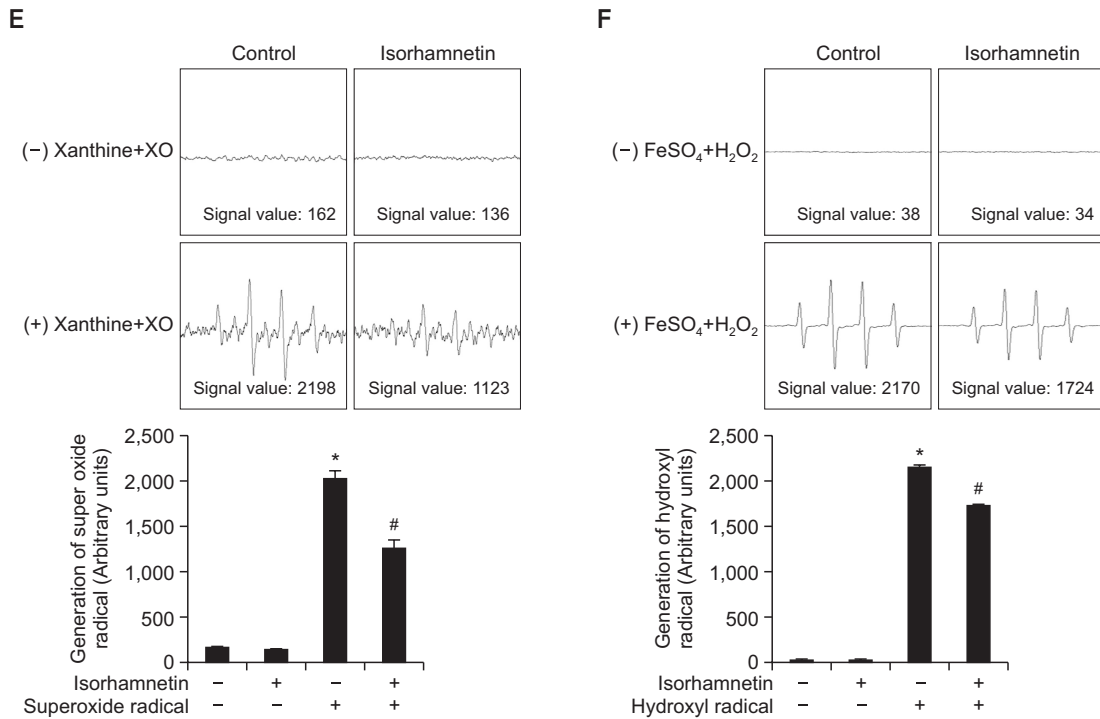 E
Control Isorhamnetin
(−) Xanthine+XO
Signal value: 162 Signal value: 136
(+) Xanthine+XO
Signal value: 2198 Signal value: 1123
Generation of super oxide
radical (Arbitrary units)
2,500
2,000
1,500
1,000
500
0
*
#
Isorhamnetin − + − +
Superoxide radical − − + +
F
Control Isorhamnetin
(−) FeSO₄+H₂O₂
Signal value: 38 Signal value: 34
(+) FeSO₄+H₂O₂
Signal value: 2170 Signal value: 1724
Generation of hydroxyl
radical (Arbitrary units)
2,500
2,000
1,500
1,000
500
0
*
#
Isorhamnetin − + − +
Hydroxyl radical − − + +